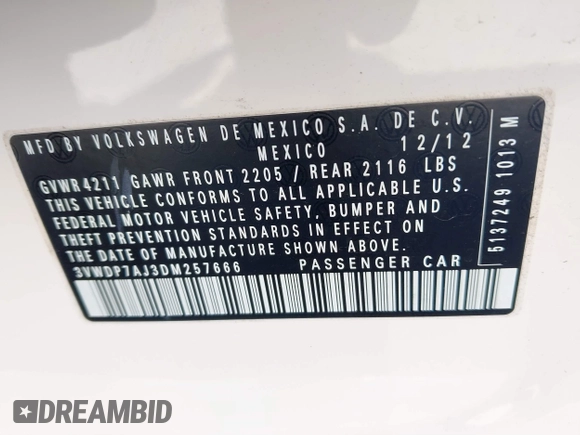 MFD BY VOLKSWAGEN DE MEXICO S.A. DE C.V.
MEXICO 12/12
GVWR 4211 GAWR FRONT 2205 / REAR 2116 LBS
THIS VEHICLE CONFORMS TO ALL APPLICABLE U.S.
FEDERAL MOTOR VEHICLE SAFETY, BUMPER AND
THEFT PREVENTION STANDARDS IN EFFECT ON
THE DATE OF MANUFACTURE SHOWN ABOVE.
3VWDP7AJ3DM257666 PASSENGER CAR
5137249 1013 M
DREAMBID